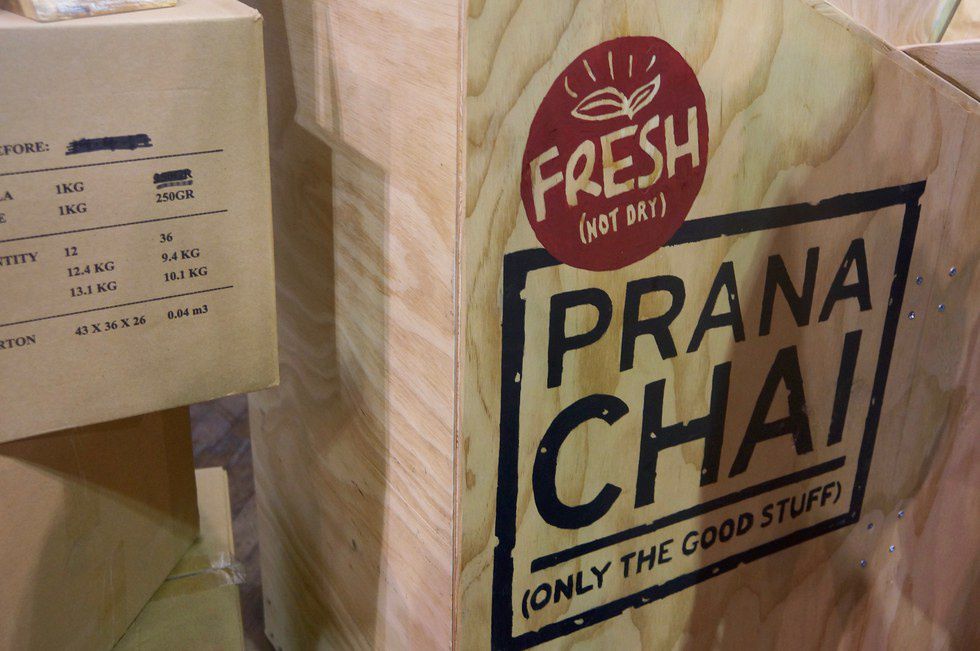 EFORE:
LA 1KG
E 1KG 250GR
NTITY 12 36
12.4 KG 9.4 KG
13.1 KG 10.1 KG
RTON 43 X 36 X 26 0.04 m3
FRESH
(NOT DRY)
PRANA
CHAI
(ONLY THE GOOD STUFF)